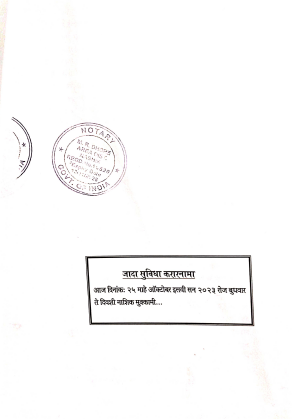 NOTARY
GOVT. OF INDIA
जादा सुविधा करारनामा
आज दिनांक: २५ माहे ऑक्टोबर इसवी सन २०२३ रोज बुधवार
ते दिवशी नाशिक मुक्कामी...